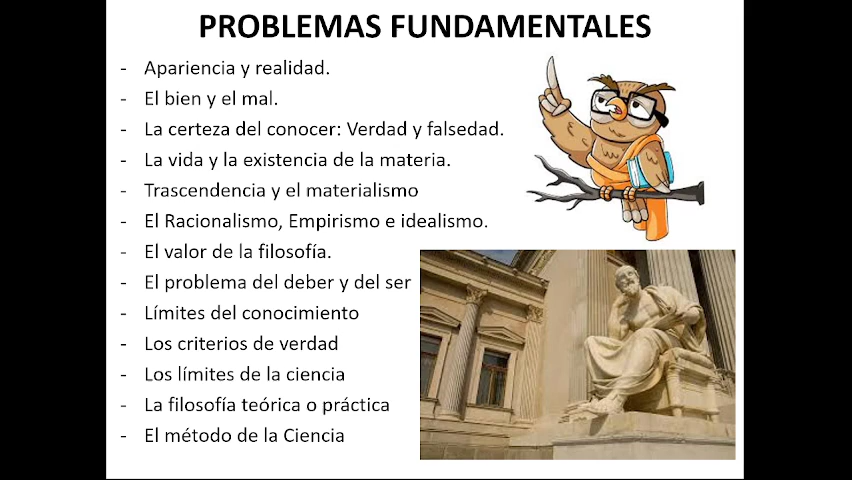 PROBLEMAS FUNDAMENTALES
- Apariencia y realidad.
- El bien y el mal.
- La certeza del conocer: Verdad y falsedad.
- La vida y la existencia de la materia.
- Trascendencia y el materialismo
- El Racionalismo, Empirismo e idealismo.
- El valor de la filosofía.
- El problema del deber y del ser
- Límites del conocimiento
- Los criterios de verdad
- Los límites de la ciencia
- La filosofía teórica o práctica
- El método de la Ciencia